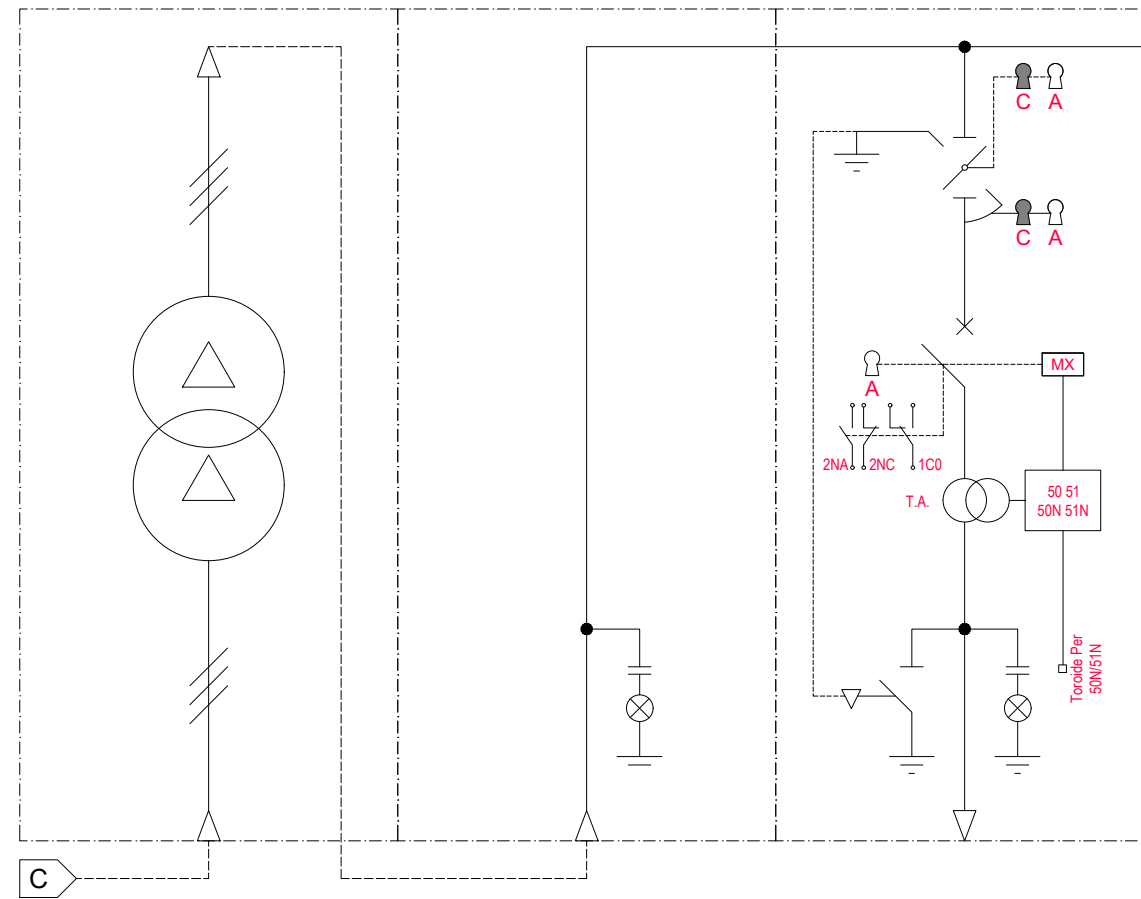 C A
C A
MX
A
2NA 2NC 1C0
T.A.
50 51
50N 51N
Toroide Per
50N/51N
C